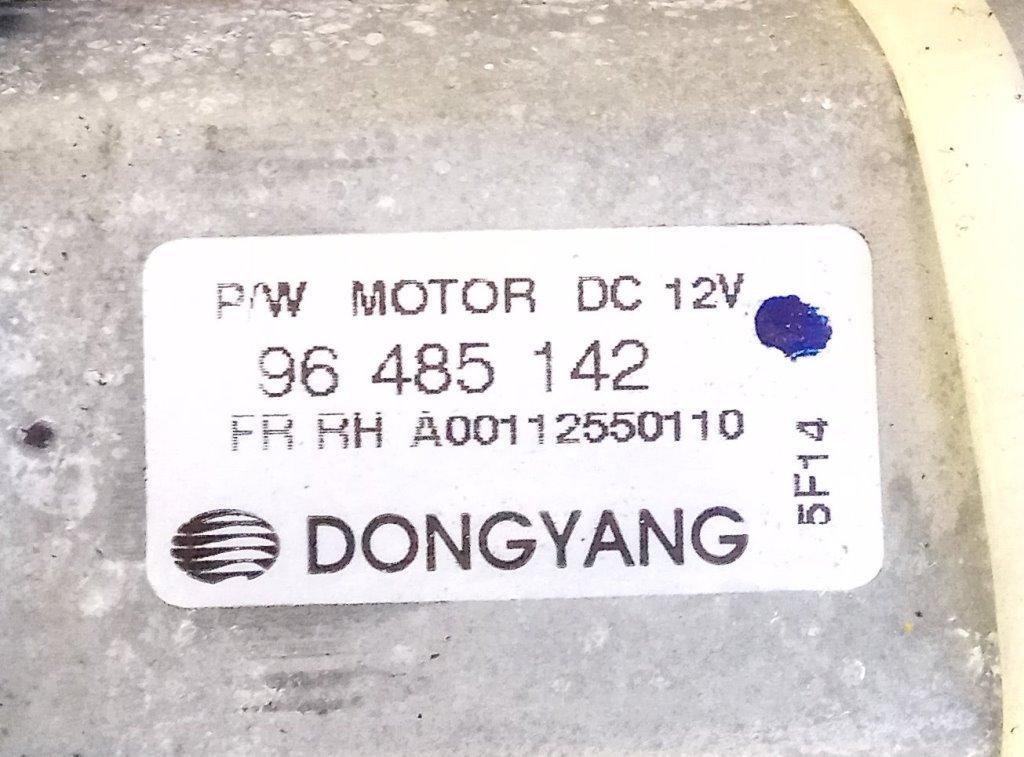 P/W MOTOR DC 12V
96 485 142
FR RH A00112550110
5F14
DONGYANG